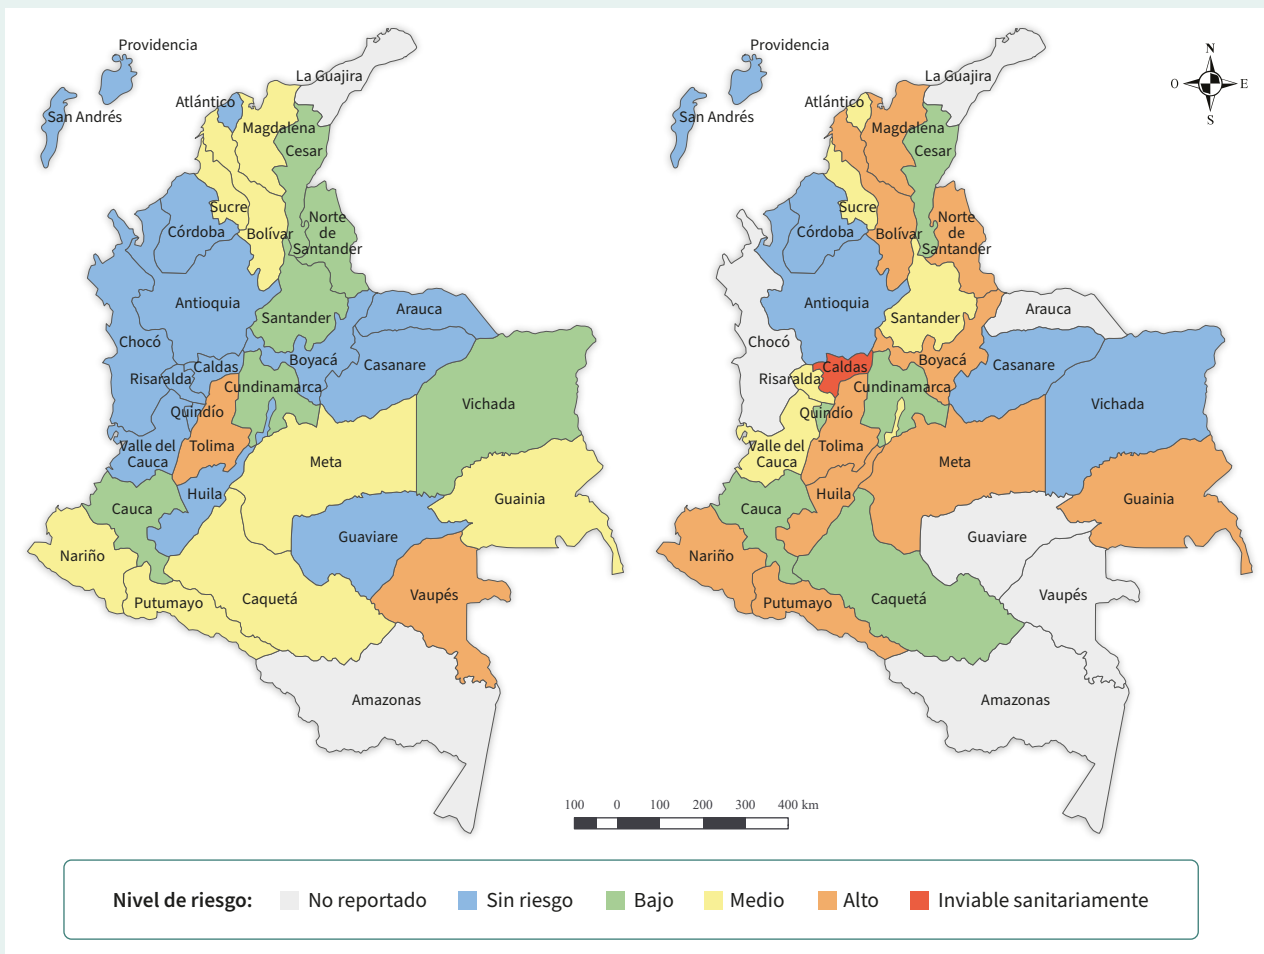 Providencia
La Guajira
San Andrés
Atlántico
Magdalena
Cesar
Sucre
Norte
de
Santander
Córdoba
Bolívar
Antioquia
Santander
Arauca
Chocó
Boyacá
Casanare
Caldas
Risaralda
Cundinamarca
Vichada
Quindío
Tolima
Valle del
Cauca
Meta
Huila
Guainia
Cauca
Guaviare
Nariño
Putumayo
Caquetá
Vaupés
Amazonas
Providencia
La Guajira
San Andrés
Atlántico
Magdalena
Cesar
Sucre
Norte
de
Santander
Córdoba
Bolívar
Antioquia
Santander
Arauca
Chocó
Boyacá
Casanare
Caldas
Risaralda
Cundinamarca
Vichada
Quindío
Tolima
Valle del
Cauca
Meta
Huila
Guainia
Cauca
Guaviare
Nariño
Putumayo
Caquetá
Vaupés
Amazonas
N
O E
S
100 0 100 200 300 400 km
Nivel de riesgo: No reportado Sin riesgo Bajo Medio Alto Inviable sanitariamente